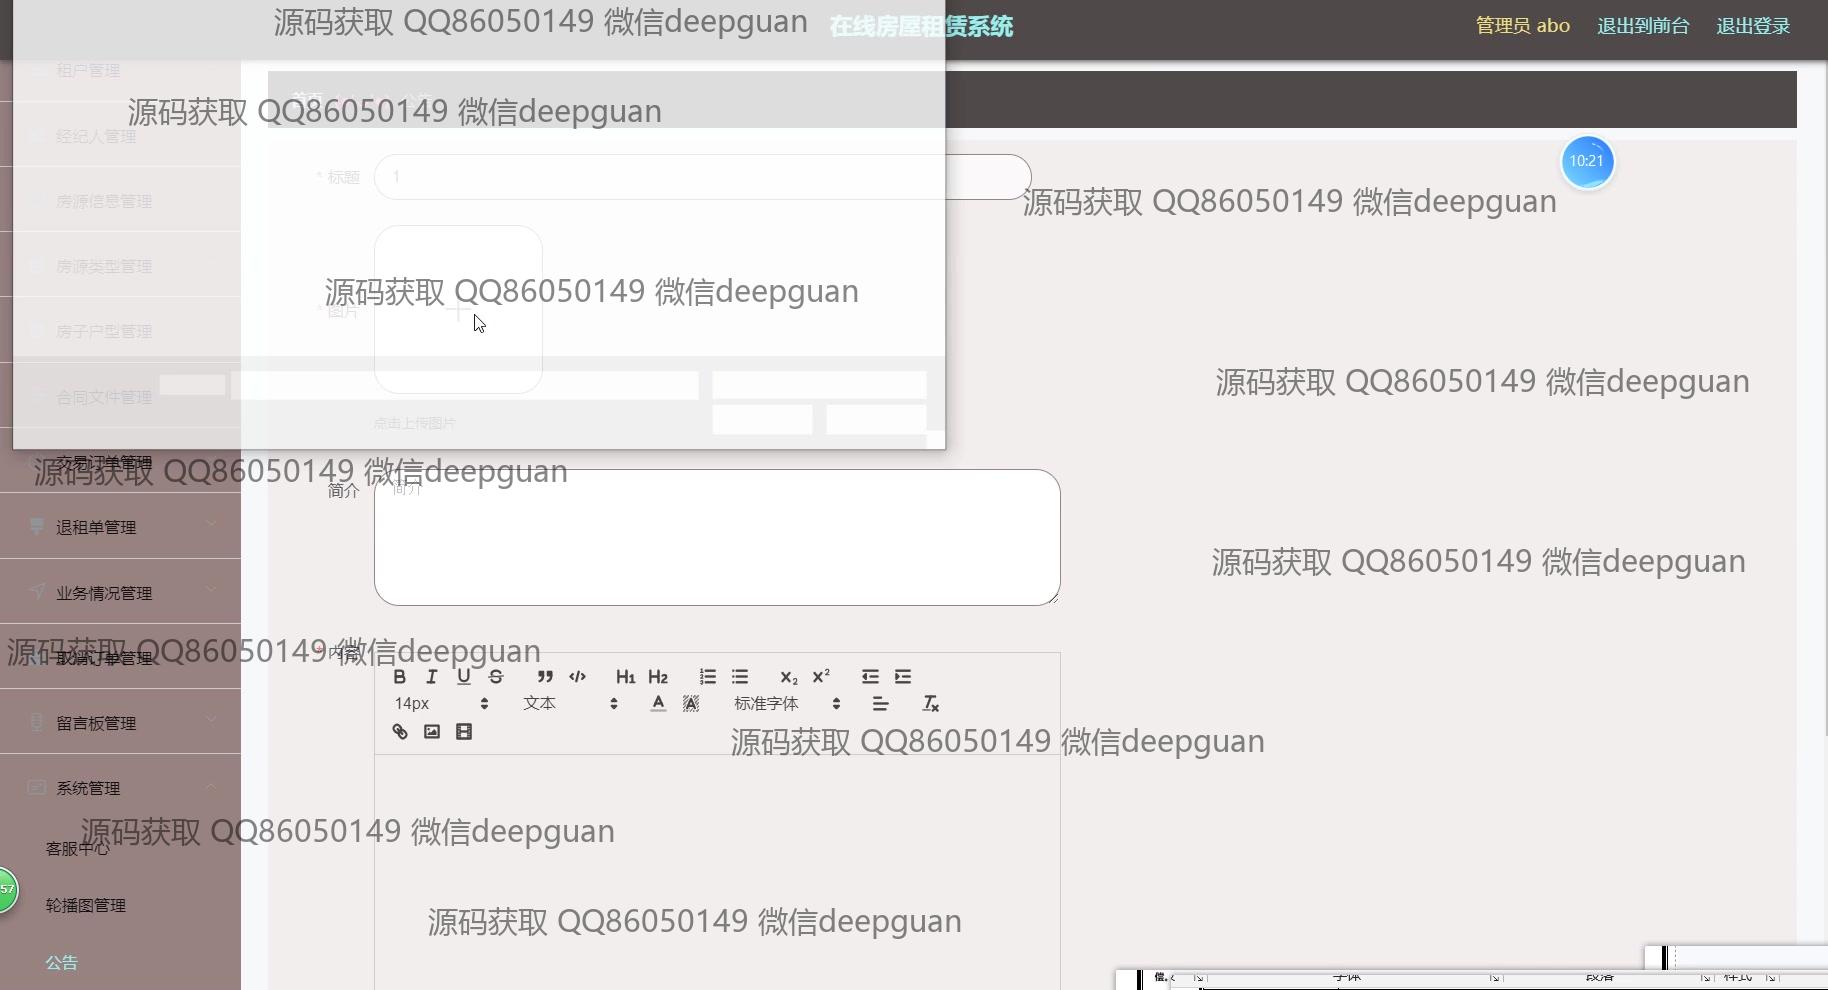 源码获取 QQ86050149 微信deepguan
在线房屋租赁系统
管理员 abo
退出到前台
退出登录
租户管理
首页
公告
源码获取 QQ86050149 微信deepguan
经纪人管理
10:21
* 标题
1
房源信息管理
源码获取 QQ86050149 微信deepguan
房源类型管理
源码获取 QQ86050149 微信deepguan
* 图片
房子户型管理
源码获取 QQ86050149 微信deepguan
合同文件管理
点击上传图片
交易订单管理
源码获取 QQ86050149 微信deepguan
简介
简介
退租单管理
源码获取 QQ86050149 微信deepguan
业务情况管理
源码获取 QQ86050149 微信deepguan
取消订单管理
* 内容
B I U S ” </> H1 H2 X2 X2
14px
文本
A
标准字体
留言板管理
源码获取 QQ86050149 微信deepguan
系统管理
源码获取 QQ86050149 微信deepguan
客服中心
57
轮播图管理
源码获取 QQ86050149 微信deepguan
公告
字体
段落
样式